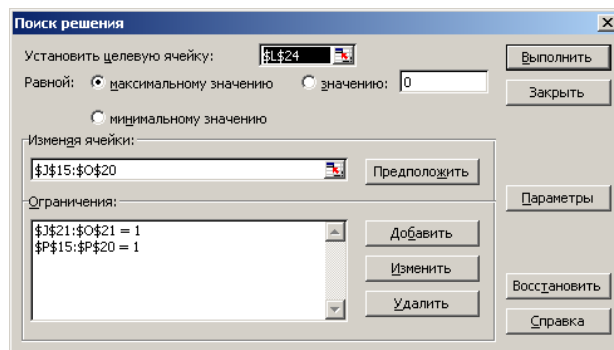 Поиск решения
Установить целевую ячейку: $L$24 Выполнить
Равной: максимальному значению значению: 0 Закрыть
минимальному значению
Изменяя ячейки:
$J$15:$O$20 Предположить
Ограничения: Параметры
$J$21:$O$21 = 1 Добавить
$P$15:$P$20 = 1
Изменить
Восстановить
Удалить
Справка